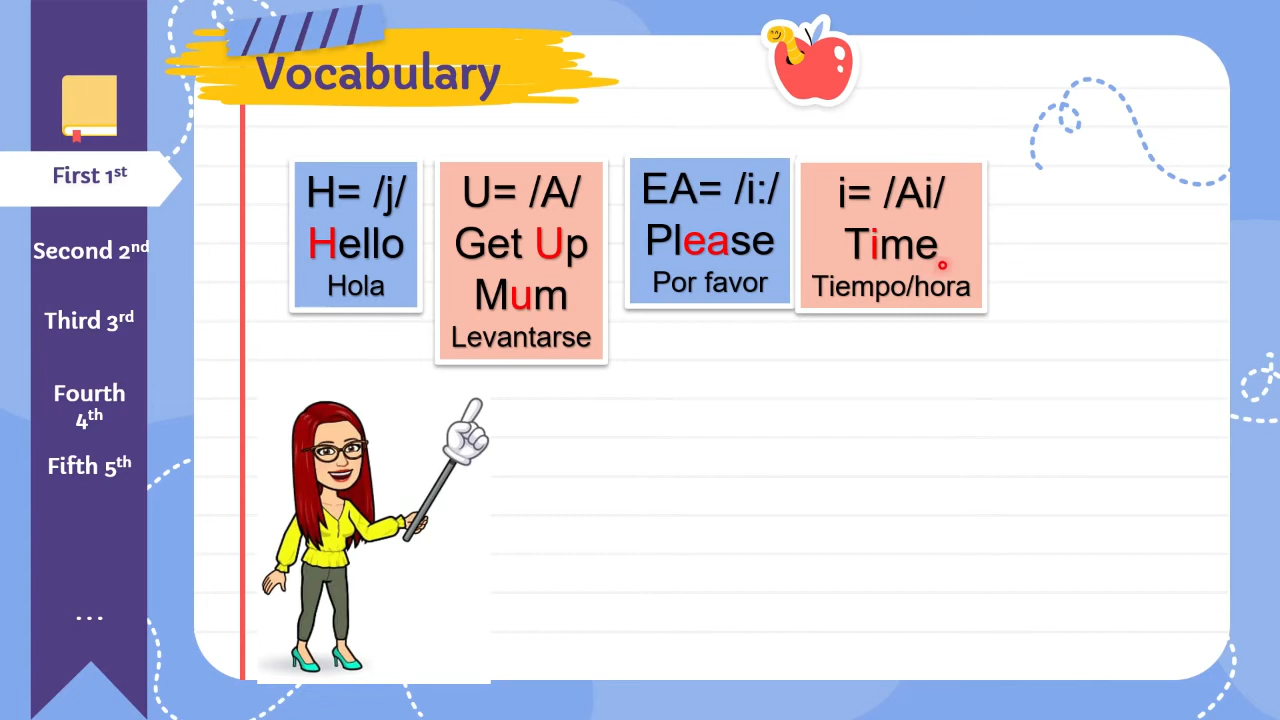 Vocabulary
First 1st
Second 2nd
Third 3rd
Fourth
4th
Fifth 5th
...
H= /j/
Hello
Hola
U= /A/
Get Up
Mum
Levantarse
EA= /i:/
Please
Por favor
i= /Ai/
Time
Tiempo/hora